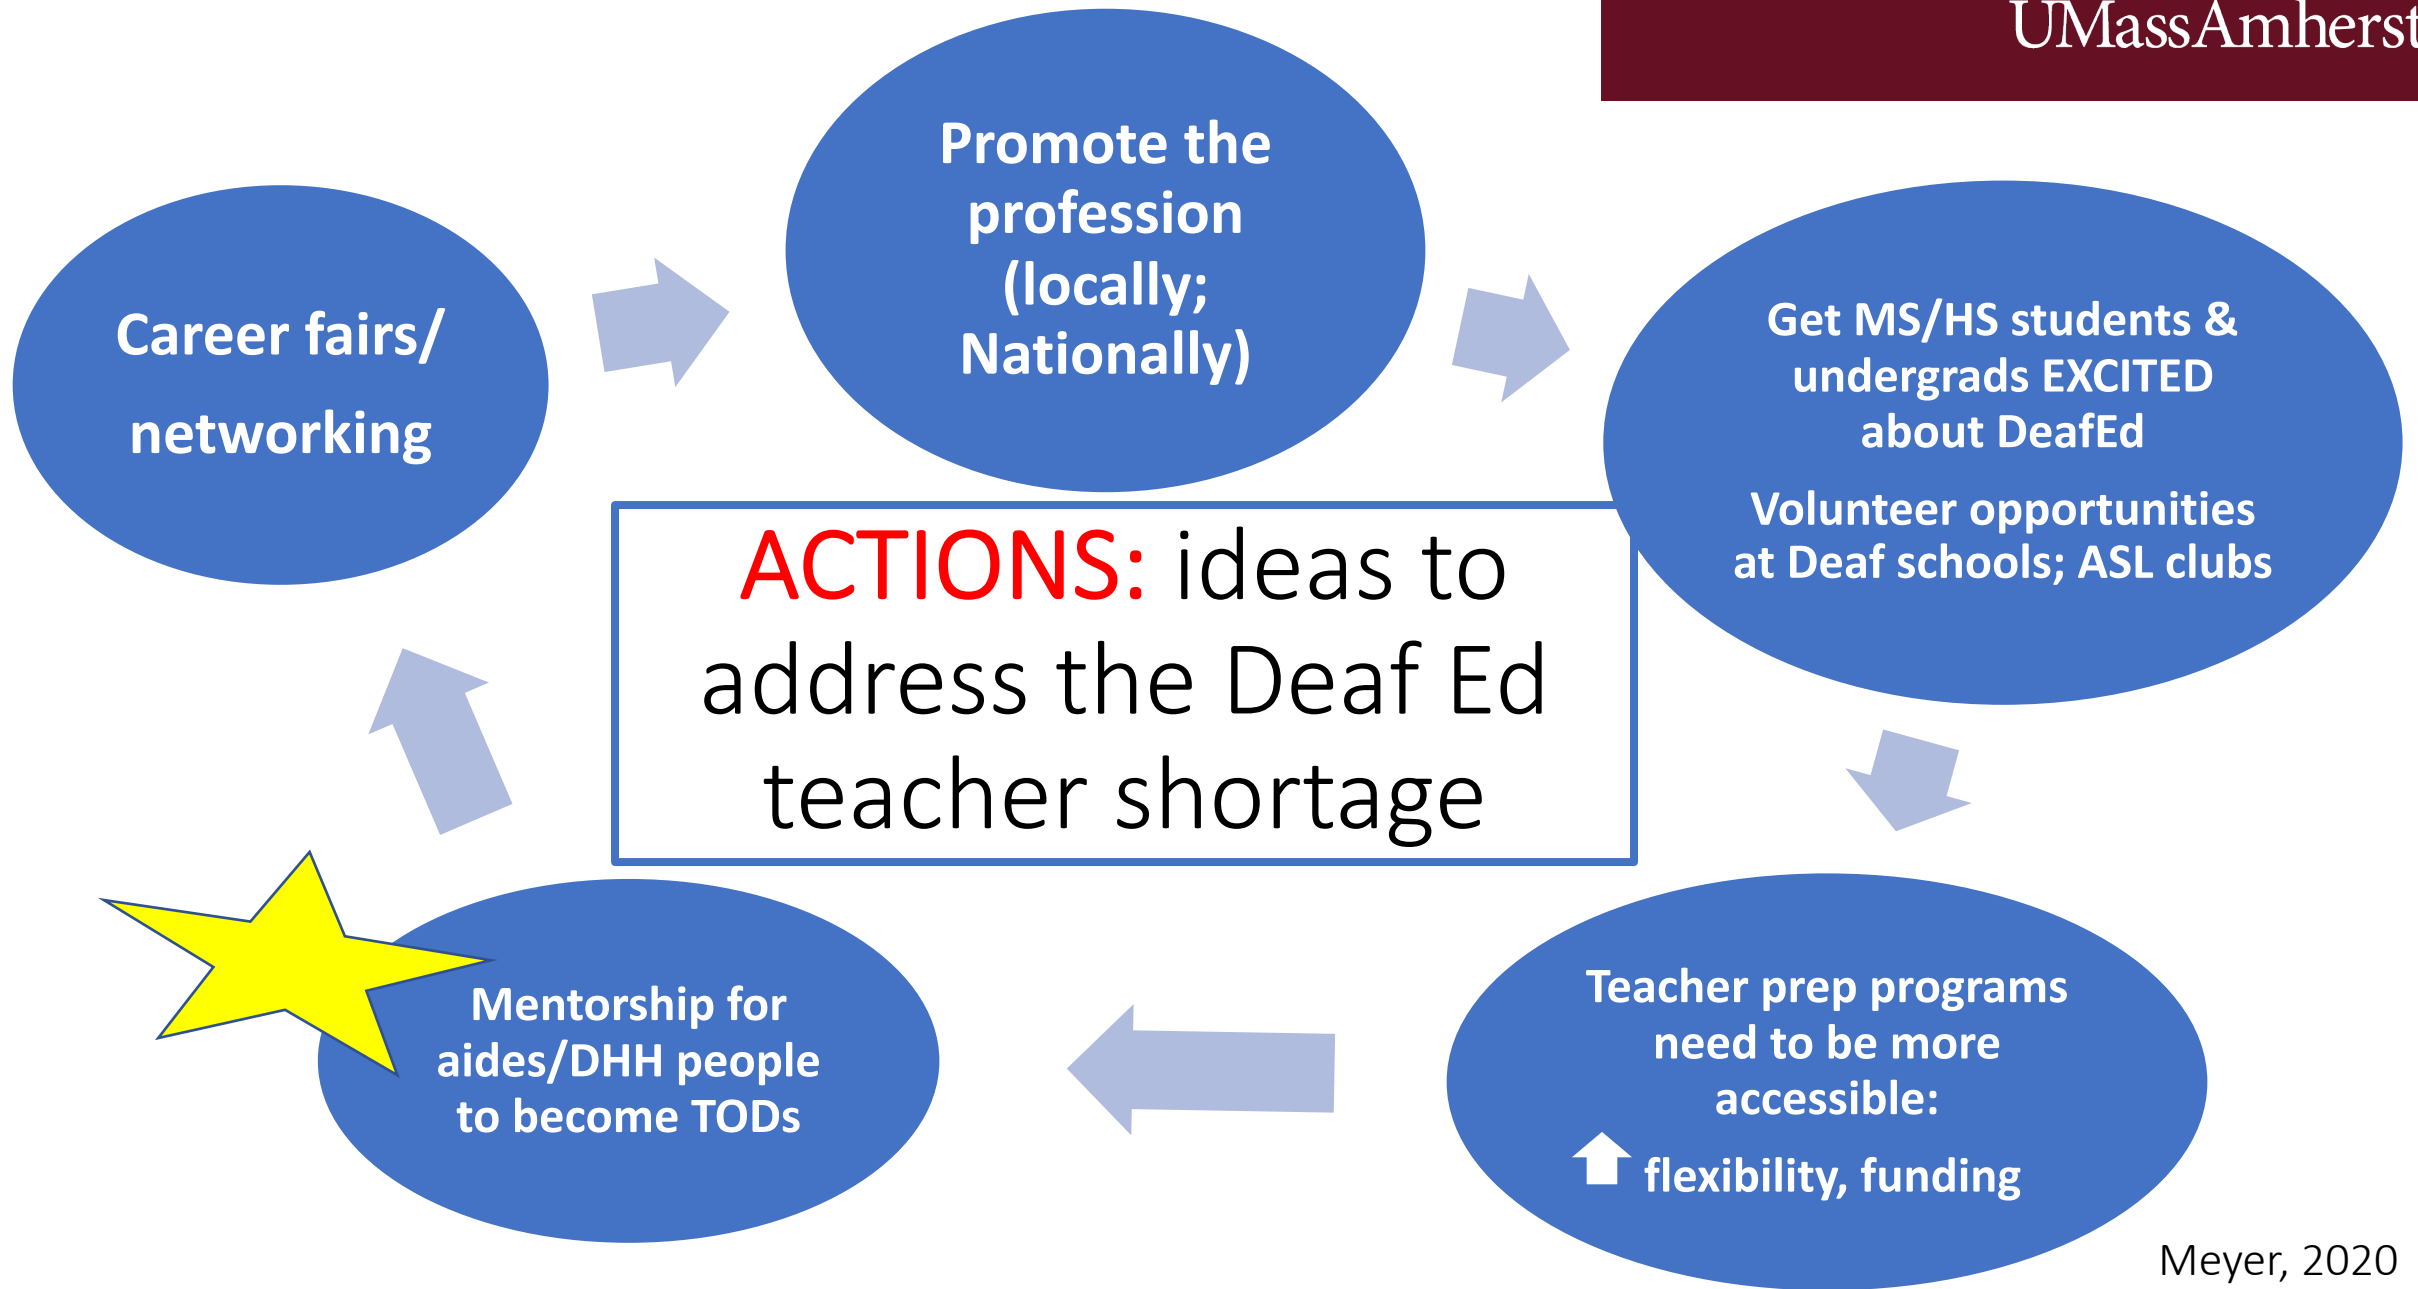 UMassAmherst
Promote the
profession
(locally;
Nationally)
Career fairs/
networking
Get MS/HS students &
undergrads EXCITED
about DeafEd
Volunteer opportunities
at Deaf schools; ASL clubs
ACTIONS: ideas to
address the Deaf Ed
teacher shortage
Teacher prep programs
need to be more
accessible:
flexibility, funding
Mentorship for
aides/DHH people
to become TODs
Meyer, 2020